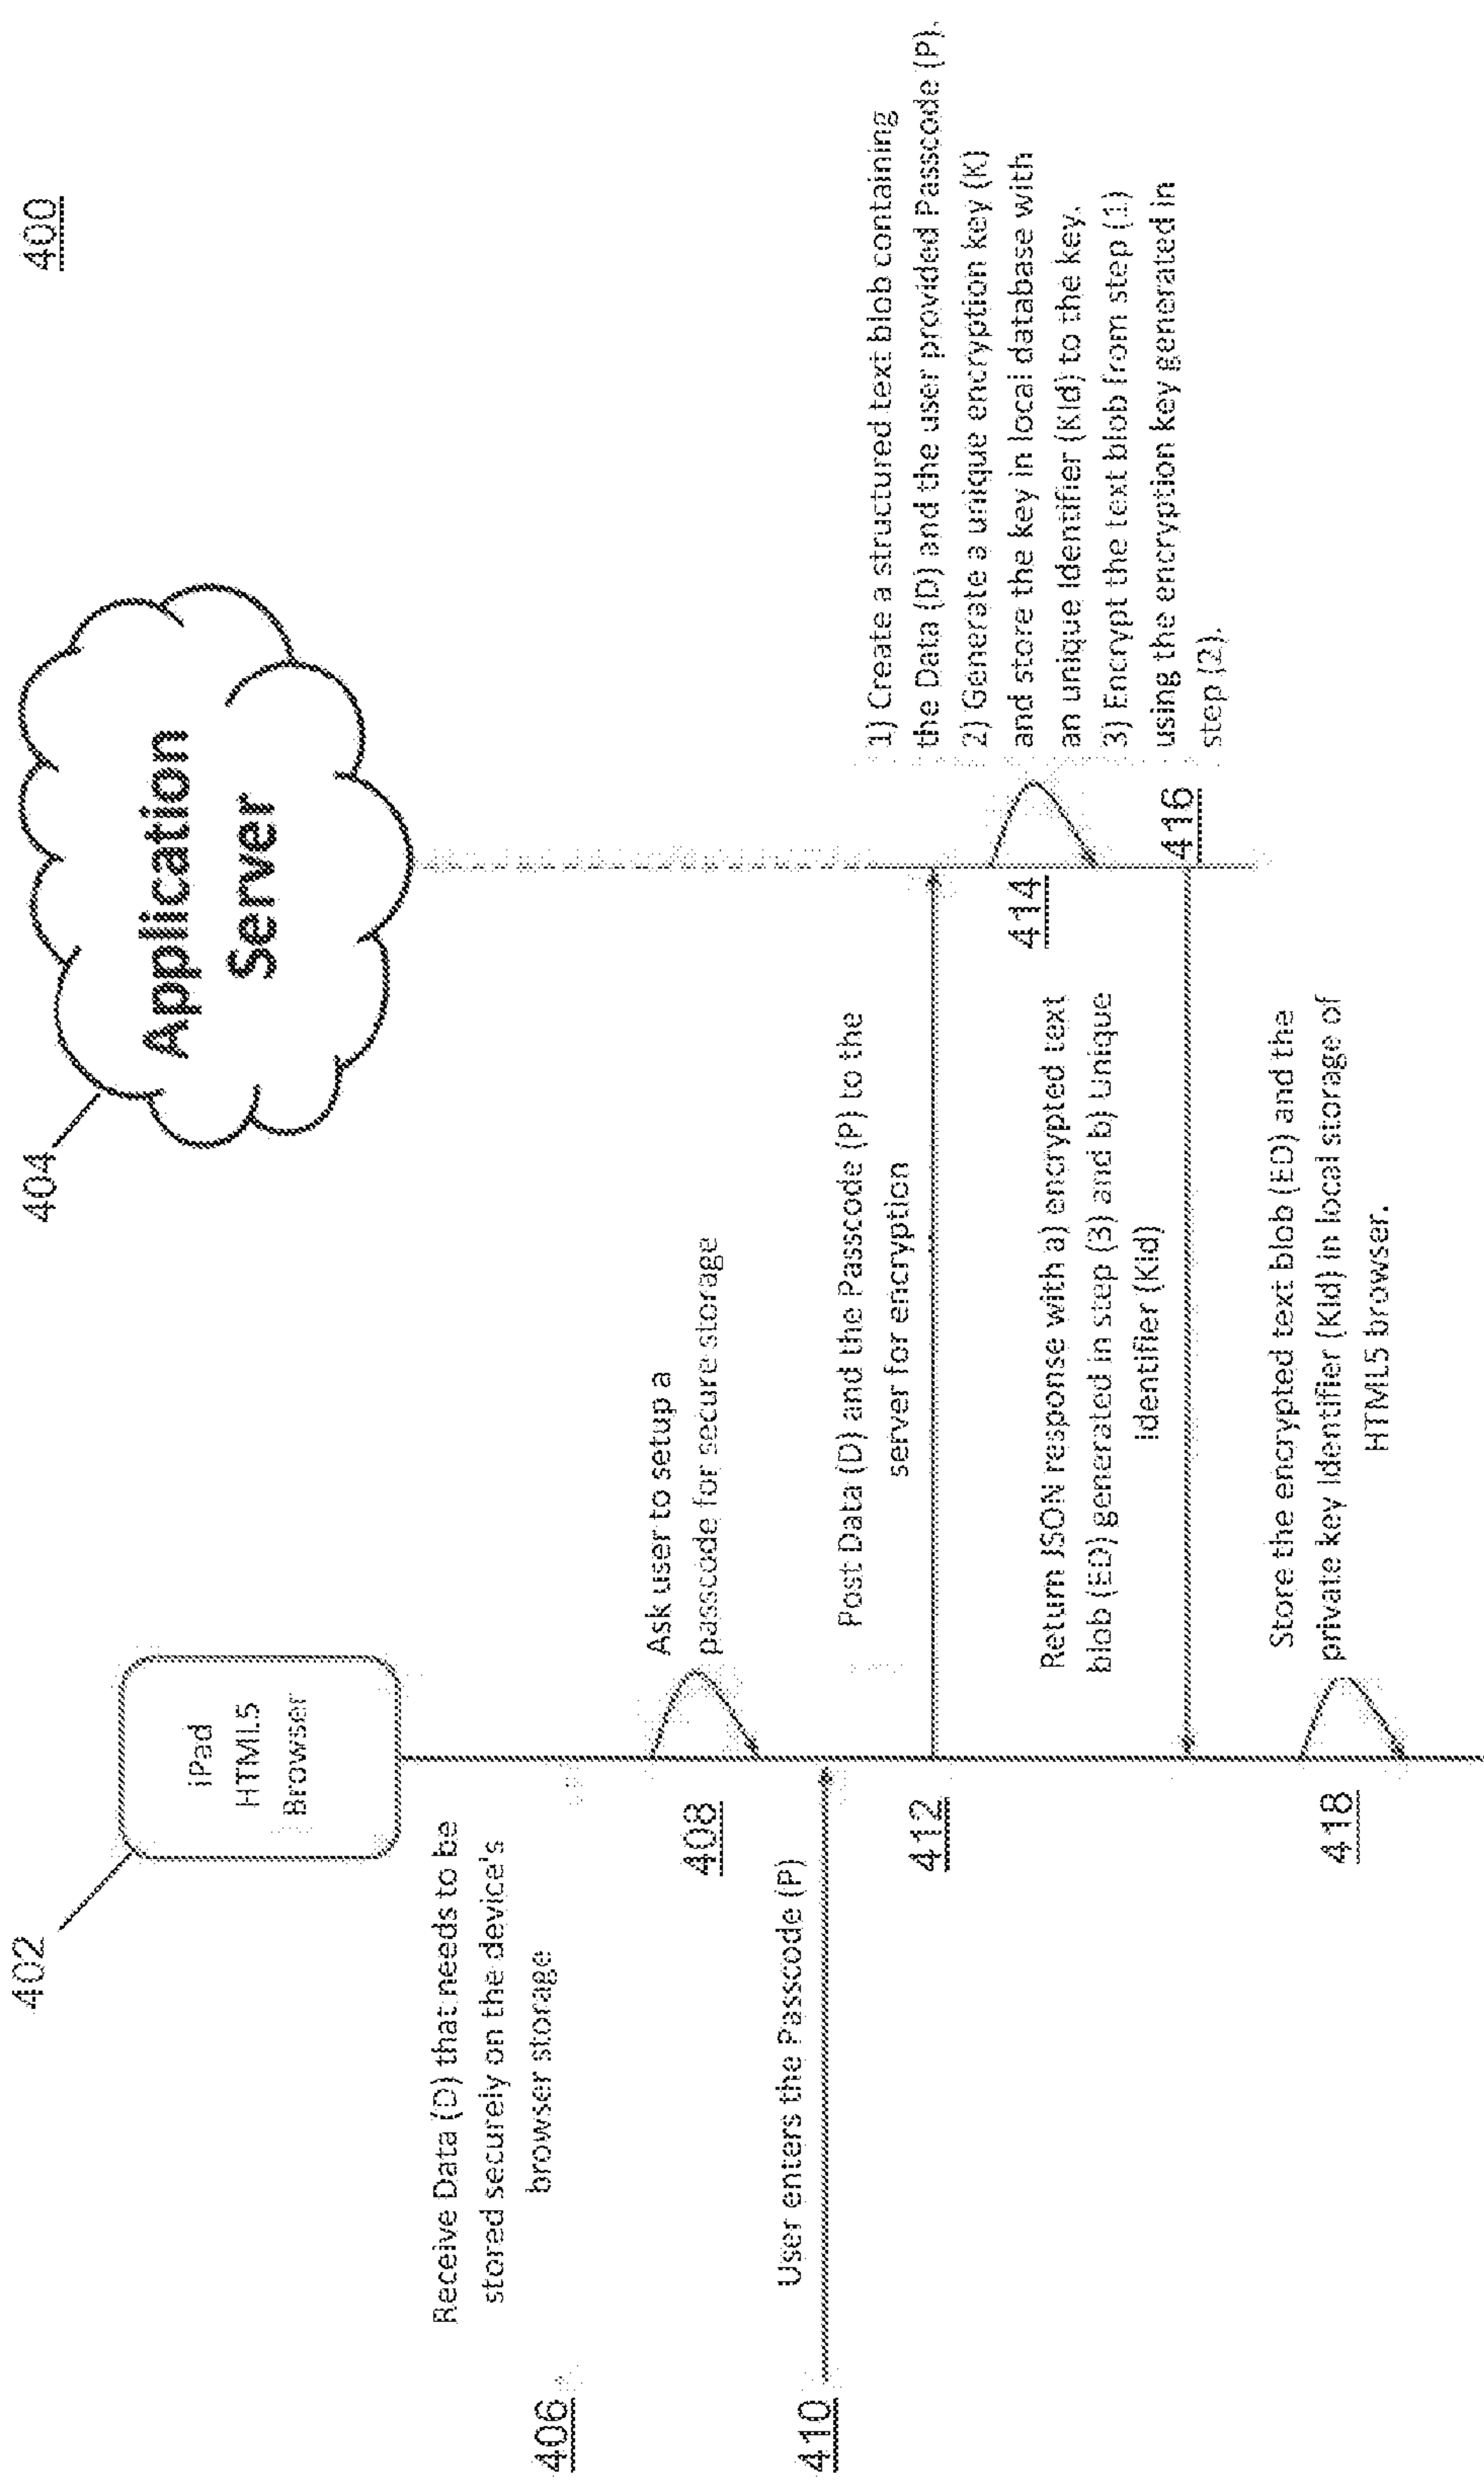 400
402
iPad
HTML5
Browser
404
Application
Server
Receive Data (D) that needs to be
stored securely on the device's
browser storage
406
Ask user to setup a
passcode for secure storage
408
User enters the Passcode (P)
410
Post Data (D) and the Passcode (P) to the
server for encryption
412
1) Create a structured text blob containing
the Data (D) and the user provided Passcode (P).
2) Generate a unique encryption key (K)
and store the key in local database with
an unique Identifier (KId) to the key.
3) Encrypt the text blob from step (1)
using the encryption key generated in
step (2).
414
Return JSON response with a) encrypted text
blob (ED) generated in step (3) and b) Unique
Identifier (KId)
416
Store the encrypted text blob (ED) and the
private key Identifier (KId) in local storage of
HTML5 browser.
418